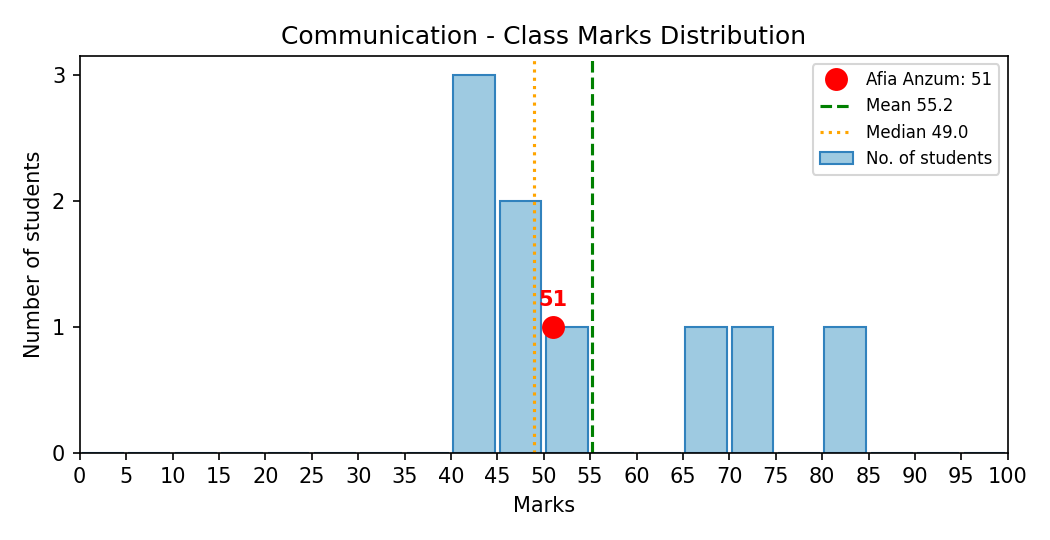 Communication - Class Marks Distribution
Afia Anzum: 51
Mean 55.2
Median 49.0
No. of students
Number of students
3
2
1
0
51
0 5 10 15 20 25 30 35 40 45 50 55 60 65 70 75 80 85 90 95 100
Marks